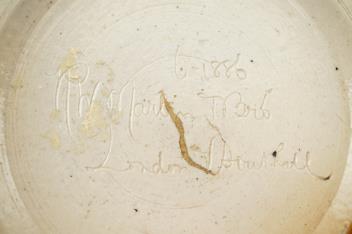 6-1886
R W Martin & Bros
London & Southall